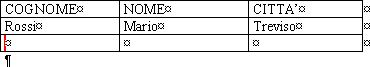 COGNOME¤ NOME¤ CITTA’¤ ¤
Rossi¤ Mario¤ Treviso¤ ¤
¤ ¤ ¤ ¤
¶